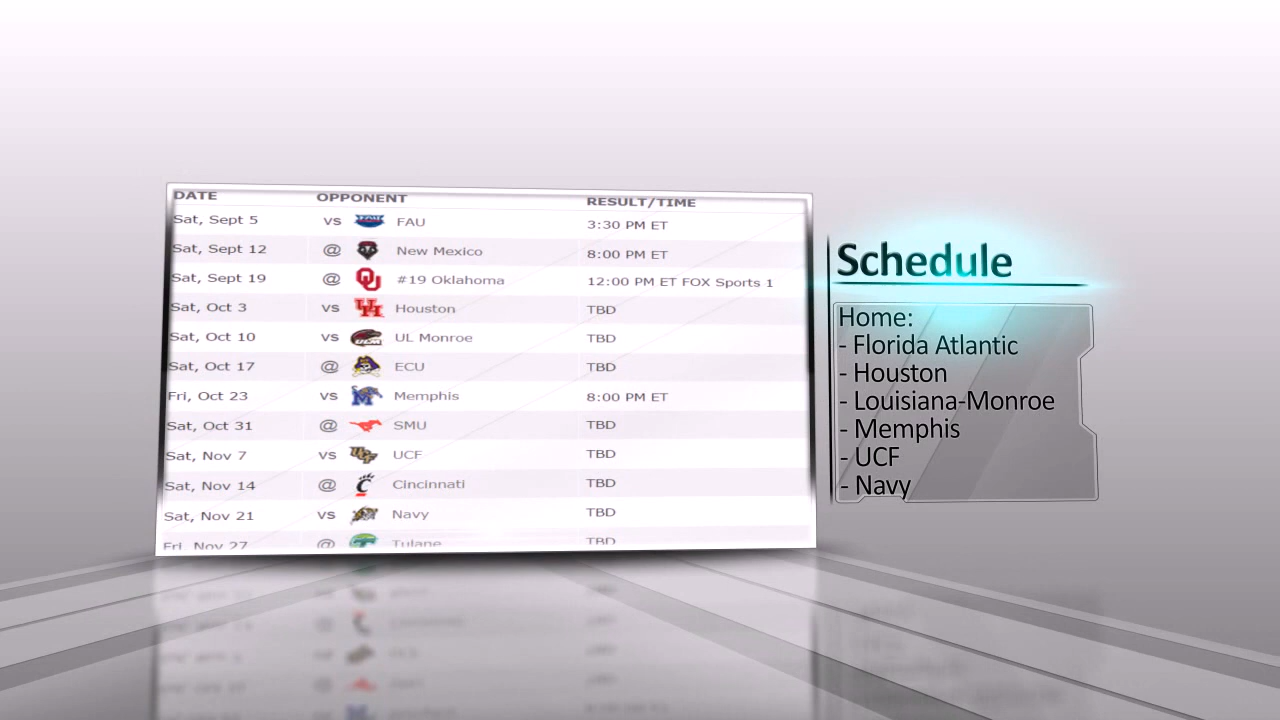 DATE OPPONENT RESULT/TIME
Sat, Sept 5 vs FAU 3:30 PM ET
Sat, Sept 12 @ New Mexico 8:00 PM ET
Sat, Sept 19 @ #19 Oklahoma 12:00 PM ET FOX Sports 1
Sat, Oct 3 vs Houston TBD
Sat, Oct 10 vs UL Monroe TBD
Sat, Oct 17 @ ECU TBD
Fri, Oct 23 vs Memphis 8:00 PM ET
Sat, Oct 31 @ SMU TBD
Sat, Nov 7 vs UCF TBD
Sat, Nov 14 @ Cincinnati TBD
Sat, Nov 21 vs Navy TBD
Fri, Nov 27 @ Tulane TBD
Schedule
Home:
- Florida Atlantic
- Houston
- Louisiana-Monroe
- Memphis
- UCF
- Navy